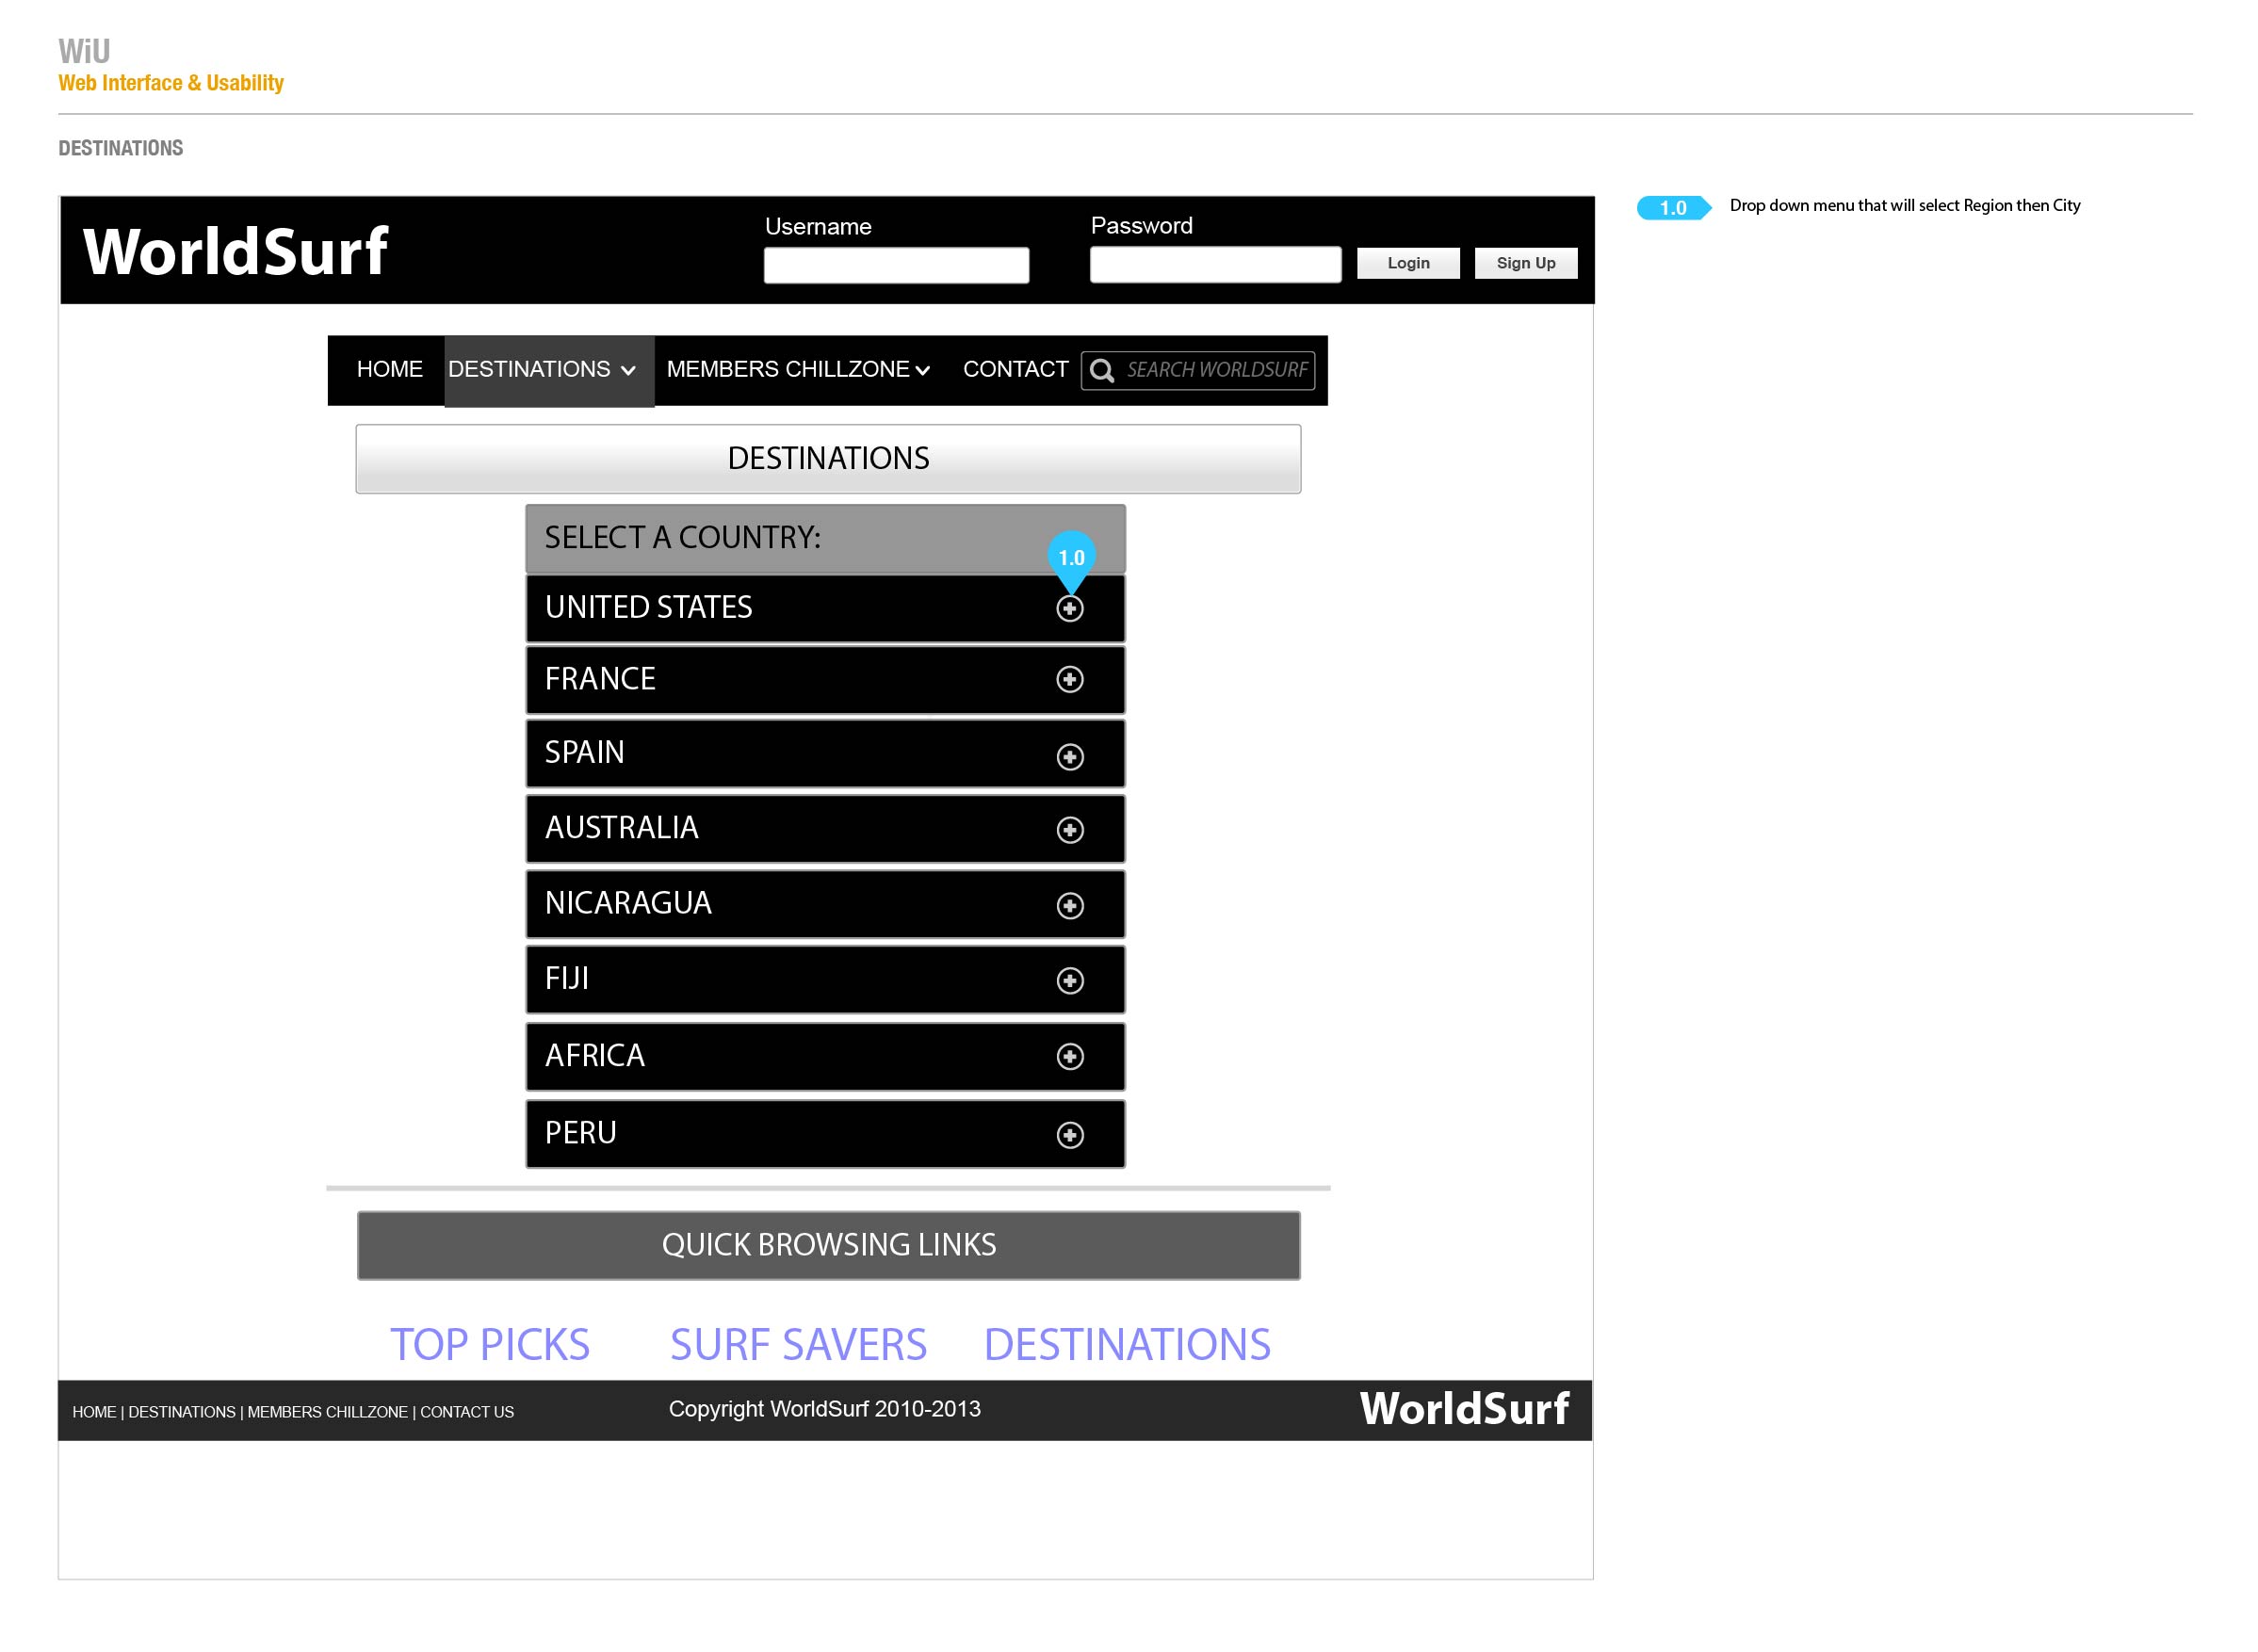 WiU
Web Interface & Usability
DESTINATIONS
WorldSurf
Username
Password
Login
Sign Up
1.0
Drop down menu that will select Region then City
HOME
DESTINATIONS
MEMBERS CHILLZONE
CONTACT
SEARCH WORLDSURF
DESTINATIONS
SELECT A COUNTRY:
1.0
UNITED STATES
FRANCE
SPAIN
AUSTRALIA
NICARAGUA
FIJI
AFRICA
PERU
QUICK BROWSING LINKS
TOP PICKS
SURF SAVERS
DESTINATIONS
HOME | DESTINATIONS | MEMBERS CHILLZONE | CONTACT US
Copyright WorldSurf 2010-2013
WorldSurf